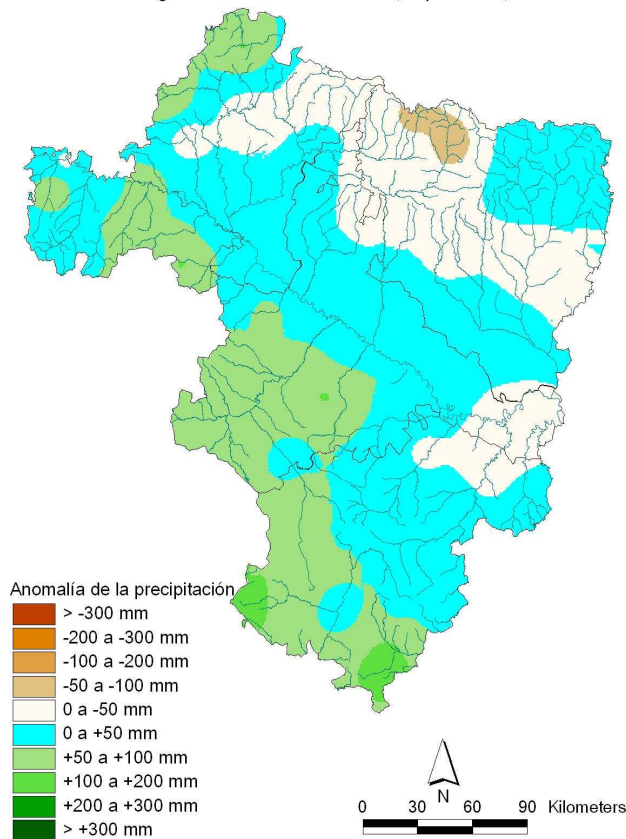 Anomalía de la precipitación
> -300 mm
-200 a -300 mm
-100 a -200 mm
-50 a -100 mm
0 a -50 mm
0 a +50 mm
+50 a +100 mm
+100 a +200 mm
+200 a +300 mm
> +300 mm
N
0 30 60 90 Kilometers